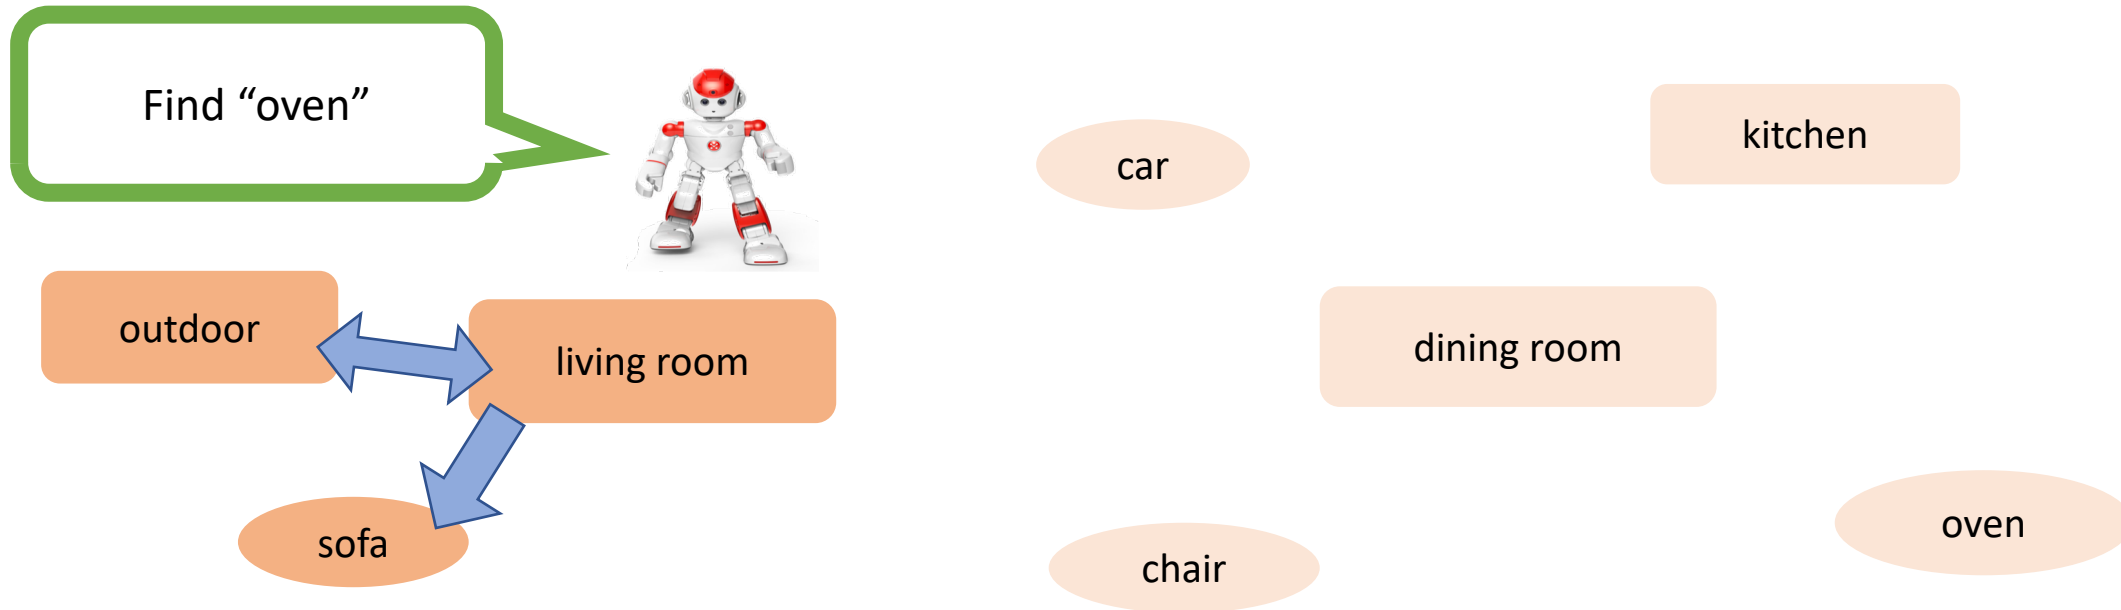 Find “oven”
car
kitchen
outdoor
living room
dining room
sofa
chair
oven